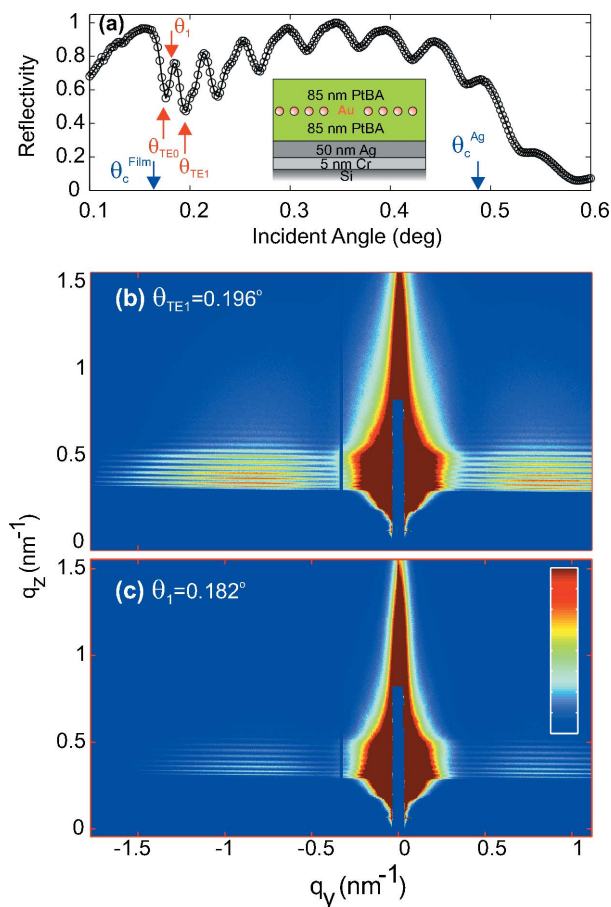 (a)
Reflectivity
1
0.8
0.6
0.4
0.2
0
θ1
θTE0
θTE1
θcFilm
θcAg
85 nm PtBA
Au
85 nm PtBA
50 nm Ag
5 nm Cr
Si
0.1 0.2 0.3 0.4 0.5 0.6
Incident Angle (deg)
(b) θTE1=0.196°
1.5
1
0.5
0
qz (nm-1)
(c) θ1=0.182°
1.5
1
0.5
0
-1.5 -1 -0.5 0 0.5 1
qy (nm-1)